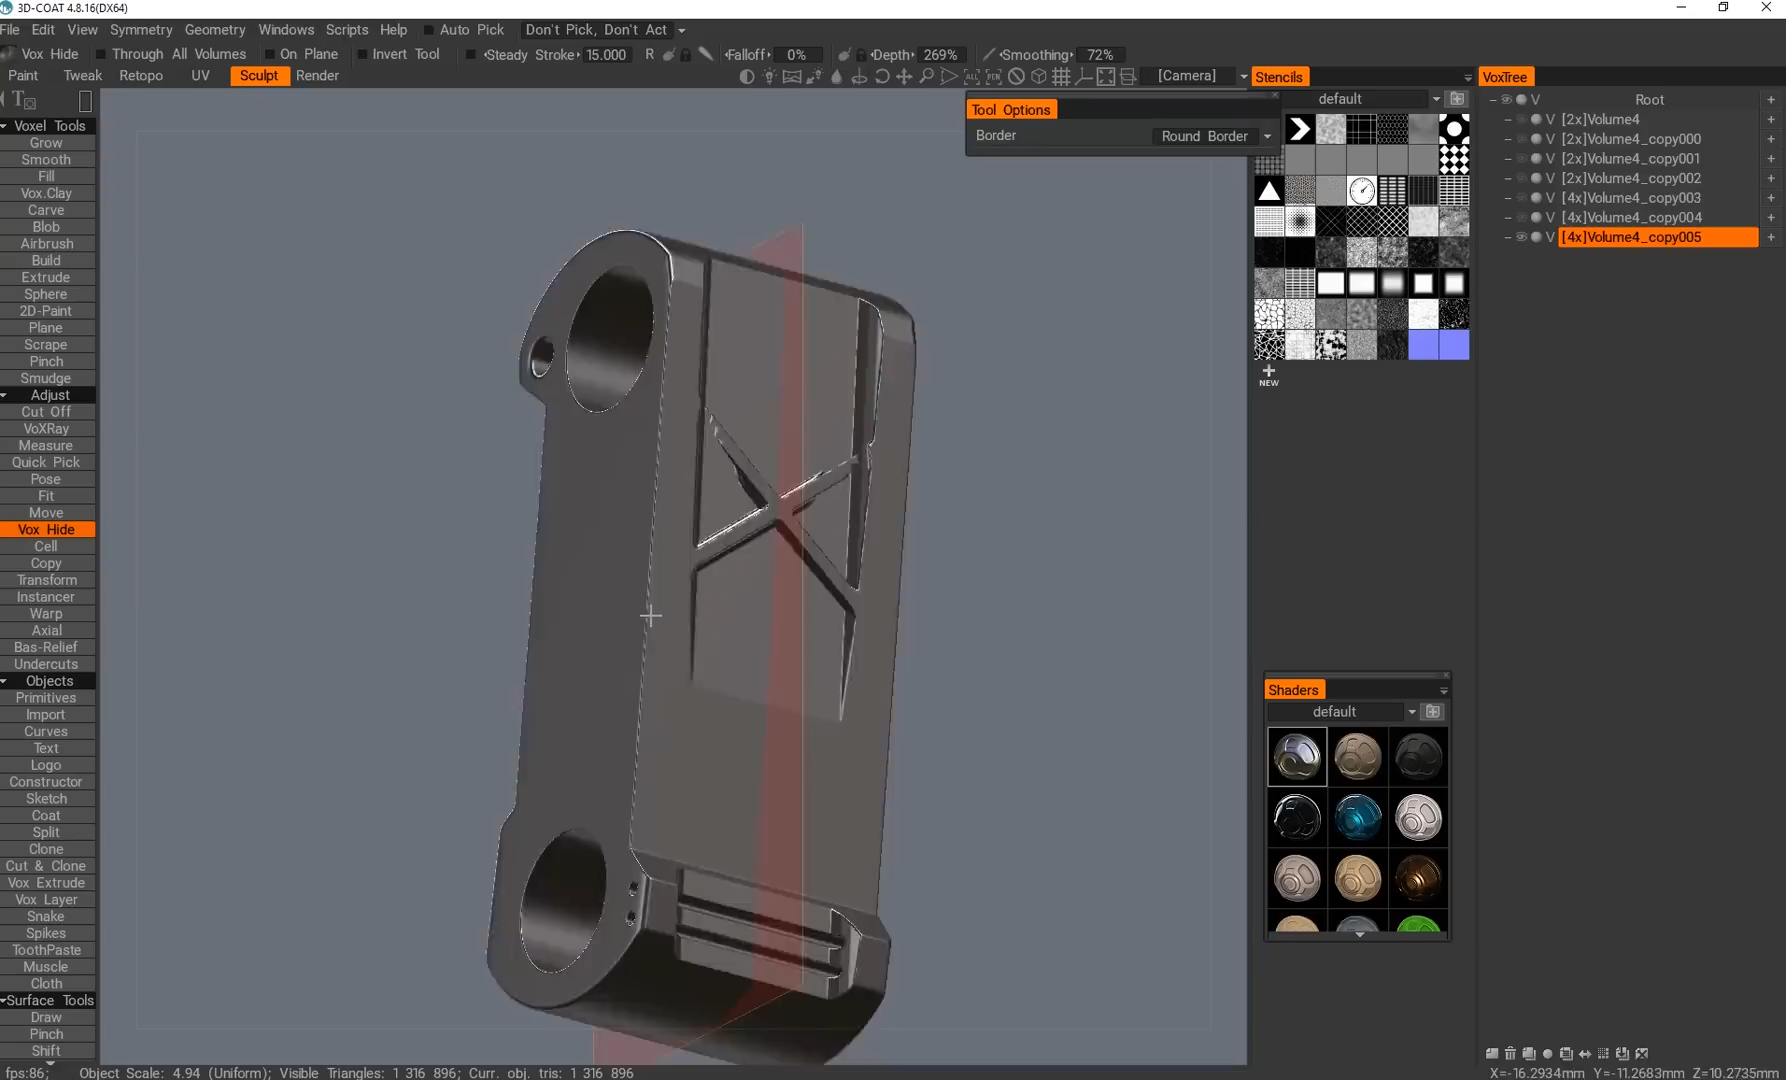 3D-COAT 4.8.16(DX64)
File Edit View Symmetry Geometry Windows Scripts Help Auto Pick Don't Pick, Don't Act
Vox Hide Through All Volumes On Plane Invert Tool Steady Stroke 15.000 R Falloff 0% Depth 269% Smoothing 72%
Paint Tweak Retopo UV Sculpt Render [Camera] Stencils VoxTree
Tool Options
Border Round Border
default
NEW
Root
[2x]Volume4
[2x]Volume4_copy000
[2x]Volume4_copy001
[2x]Volume4_copy002
[4x]Volume4_copy003
[4x]Volume4_copy004
[4x]Volume4_copy005
Voxel Tools
Grow
Smooth
Fill
Vox.Clay
Carve
Blob
Airbrush
Build
Extrude
Sphere
2D-Paint
Plane
Scrape
Pinch
Smudge
Adjust
Cut Off
VoXRay
Measure
Quick Pick
Pose
Fit
Move
Vox Hide
Cell
Copy
Transform
Instancer
Warp
Axial
Bas-Relief
Undercuts
Objects
Primitives
Import
Curves
Text
Logo
Constructor
Sketch
Coat
Split
Clone
Cut & Clone
Vox Extrude
Vox Layer
Snake
Spikes
ToothPaste
Muscle
Cloth
Surface Tools
Draw
Pinch
Shift
Shaders
default
fps:86; Object Scale: 4.94 (Uniform); Visible Triangles: 1 316 896; Curr. obj. tris: 1 316 896
X=-16.2934mm Y=-11.2683mm Z=10.2735mm